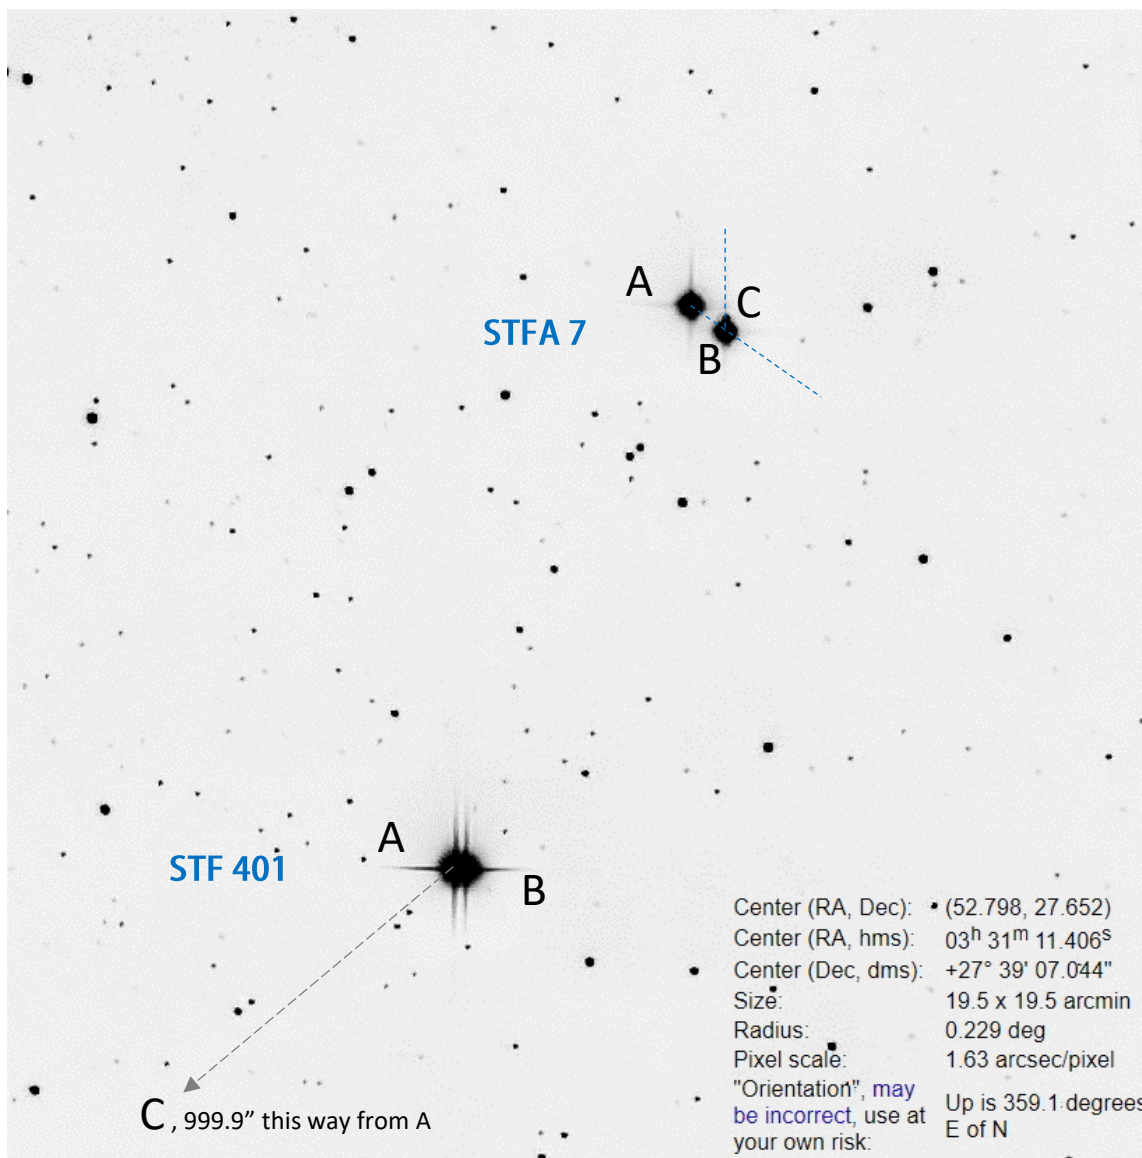 A
C
STFA 7
B
A
STF 401
B
Center (RA, Dec): (52.798, 27.652)
Center (RA, hms): 03h 31m 11.406s
Center (Dec, dms): +27° 39' 07.044"
Size: 19.5 x 19.5 arcmin
Radius: 0.229 deg
Pixel scale: 1.63 arcsec/pixel
"Orientation", may
be incorrect, use at
your own risk:
Up is 359.1 degrees
E of N
C , 999.9” this way from A